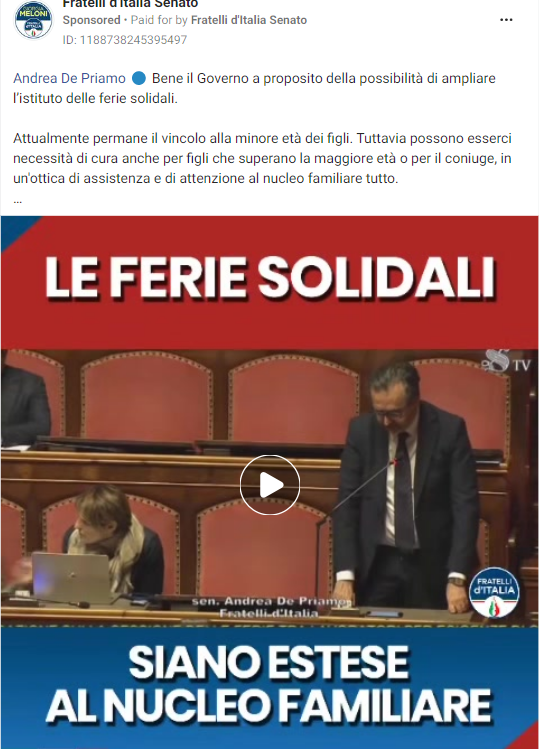 Fratelli d'Italia Senato
Sponsored • Paid for by Fratelli d'Italia Senato
ID: 1188738245395497
Andrea De Priamo 🔵 Bene il Governo a proposito della possibilità di ampliare
l'istituto delle ferie solidali.
Attualmente permane il vincolo alla minore età dei figli. Tuttavia possono esserci
necessità di cura anche per figli che superano la maggiore età o per il coniuge, in
un'ottica di assistenza e di attenzione al nucleo familiare tutto.
...
LE FERIE SOLIDALI
TV
sen. Andrea De Priamo
Fratelli d'Italia
FRATELLI
d'ITALIA
SIANO ESTESE
AL NUCLEO FAMILIARE